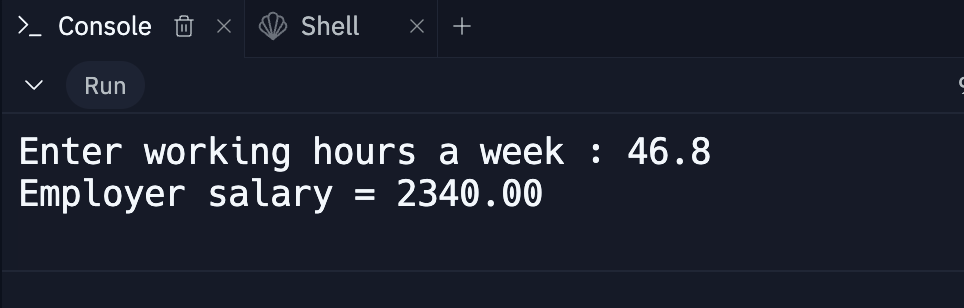 Console Shell
Run
Enter working hours a week : 46.8
Employer salary = 2340.00